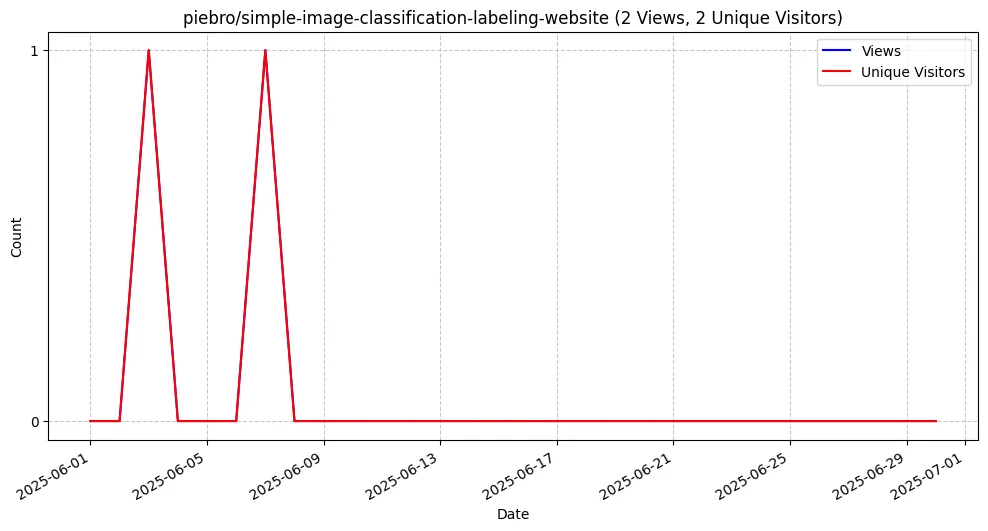 piebro/simple-image-classification-labeling-website (2 Views, 2 Unique Visitors)
Views
Unique Visitors
1
Count
0
2025-06-01
2025-06-05
2025-06-09
2025-06-13
2025-06-17
2025-06-21
2025-06-25
2025-06-29
2025-07-01
Date